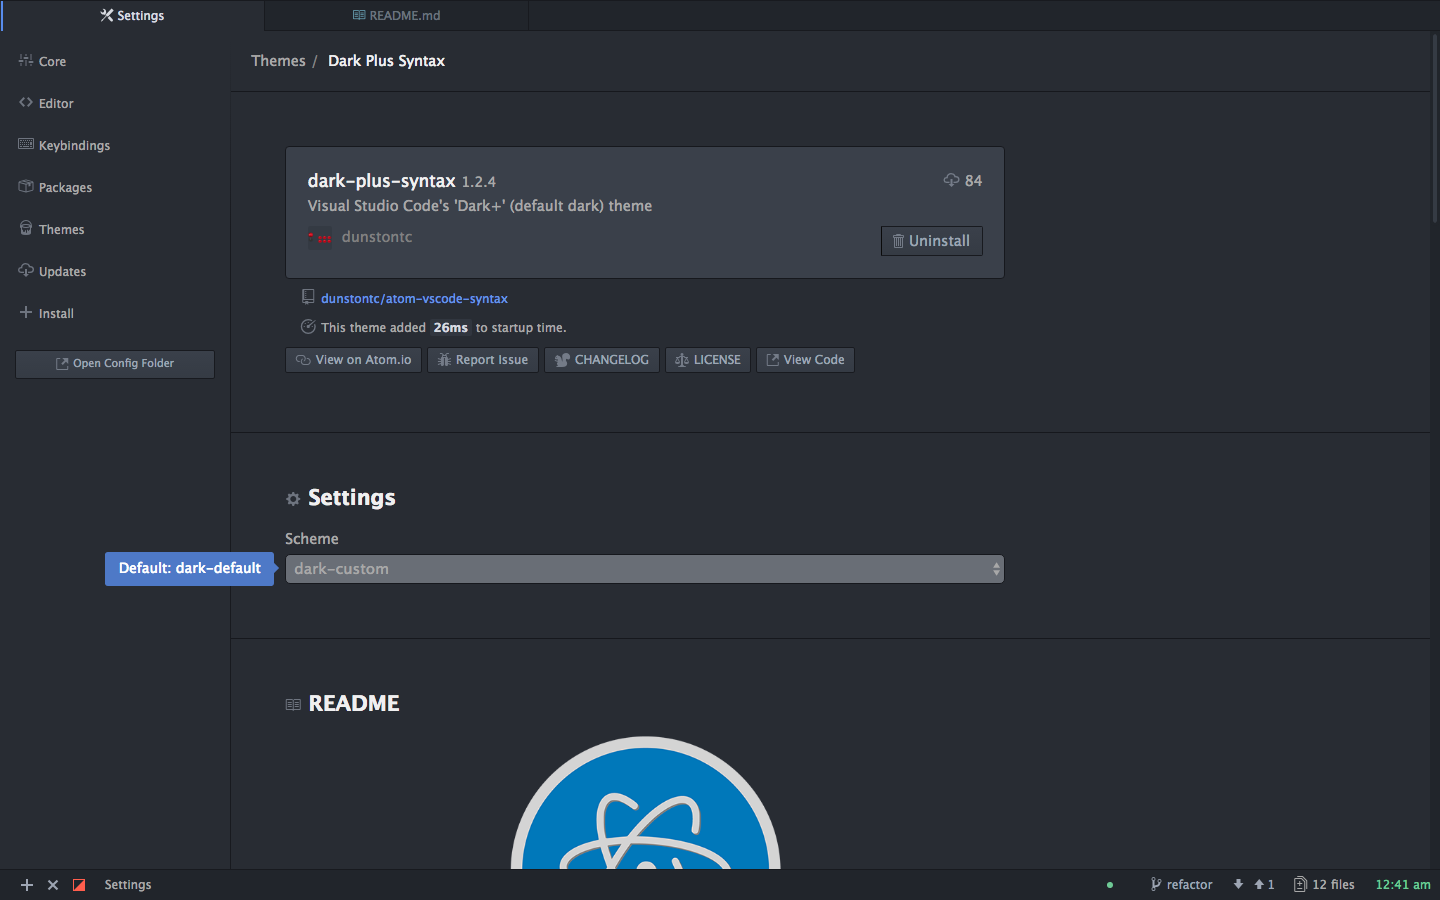 Settings
README.md
Core
Editor
Keybindings
Packages
Themes
Updates
Install
Open Config Folder
Themes / Dark Plus Syntax
dark-plus-syntax 1.2.4
84
Visual Studio Code's 'Dark+' (default dark) theme
dunstontc
Uninstall
dunstontc/atom-vscode-syntax
This theme added 26ms to startup time.
View on Atom.io
Report Issue
CHANGELOG
LICENSE
View Code
Settings
Scheme
Default: dark-default
dark-custom
README
Settings
refactor
1
12 files
12:41 am